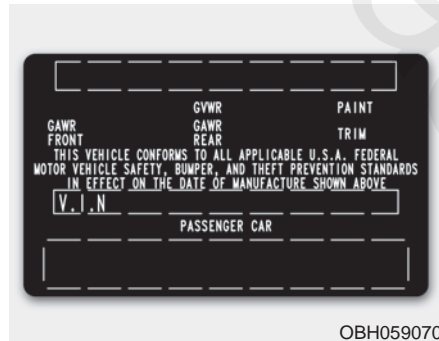 GVWR PAINT
GAWR FRONT GAWR REAR TRIM
THIS VEHICLE CONFORMS TO ALL APPLICABLE U.S.A. FEDERAL
MOTOR VEHICLE SAFETY, BUMPER, AND THEFT PREVENTION STANDARDS
IN EFFECT ON THE DATE OF MANUFACTURE SHOWN ABOVE
V.I.N
PASSENGER CAR
OBH059070